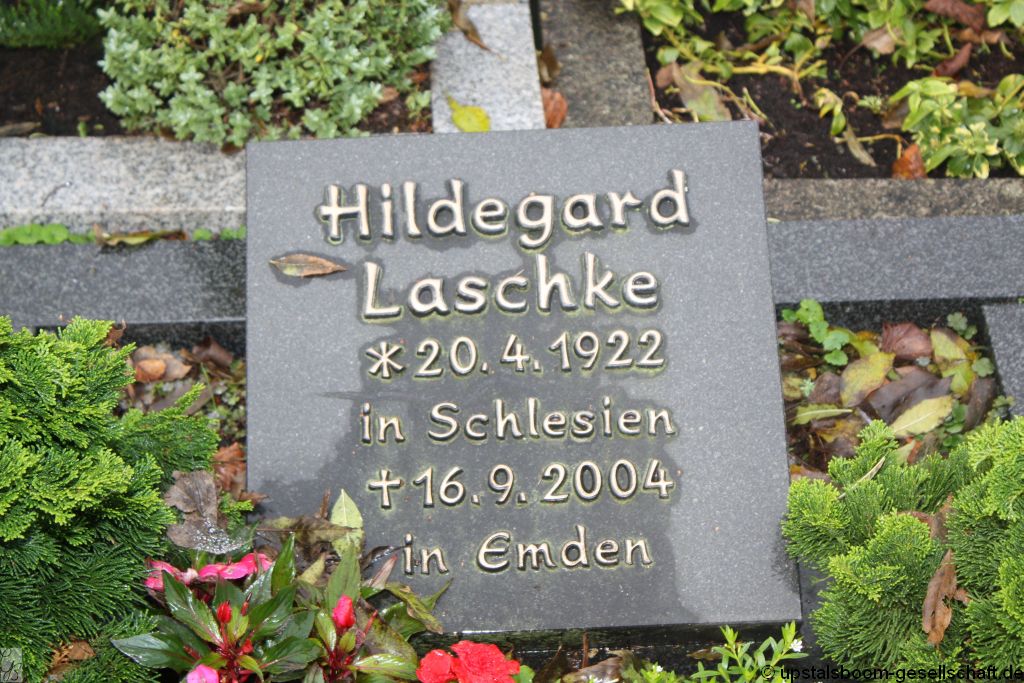 Hildegard
Laschke
* 20. 4. 1922
in Schlesien
† 16. 9. 2004
in Emden
© upstalsboom-gesellschaft.de